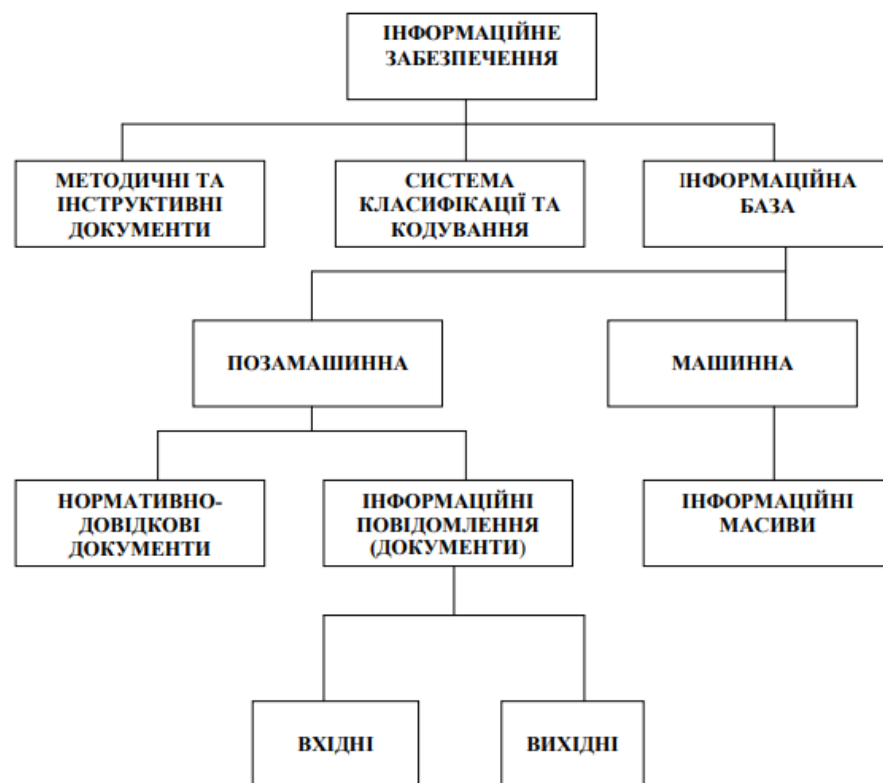 ІНФОРМАЦІЙНЕ
ЗАБЕЗПЕЧЕННЯ
МЕТОДИЧНІ ТА
ІНСТРУКТИВНІ
ДОКУМЕНТИ
СИСТЕМА
КЛАСИФІКАЦІЇ ТА
КОДУВАННЯ
ІНФОРМАЦІЙНА
БАЗА
ПОЗАМАШИННА
МАШИННА
НОРМАТИВНО-
ДОВІДКОВІ
ДОКУМЕНТИ
ІНФОРМАЦІЙНІ
ПОВІДОМЛЕННЯ
(ДОКУМЕНТИ)
ІНФОРМАЦІЙНІ
МАСИВИ
ВХІДНІ
ВИХІДНІ